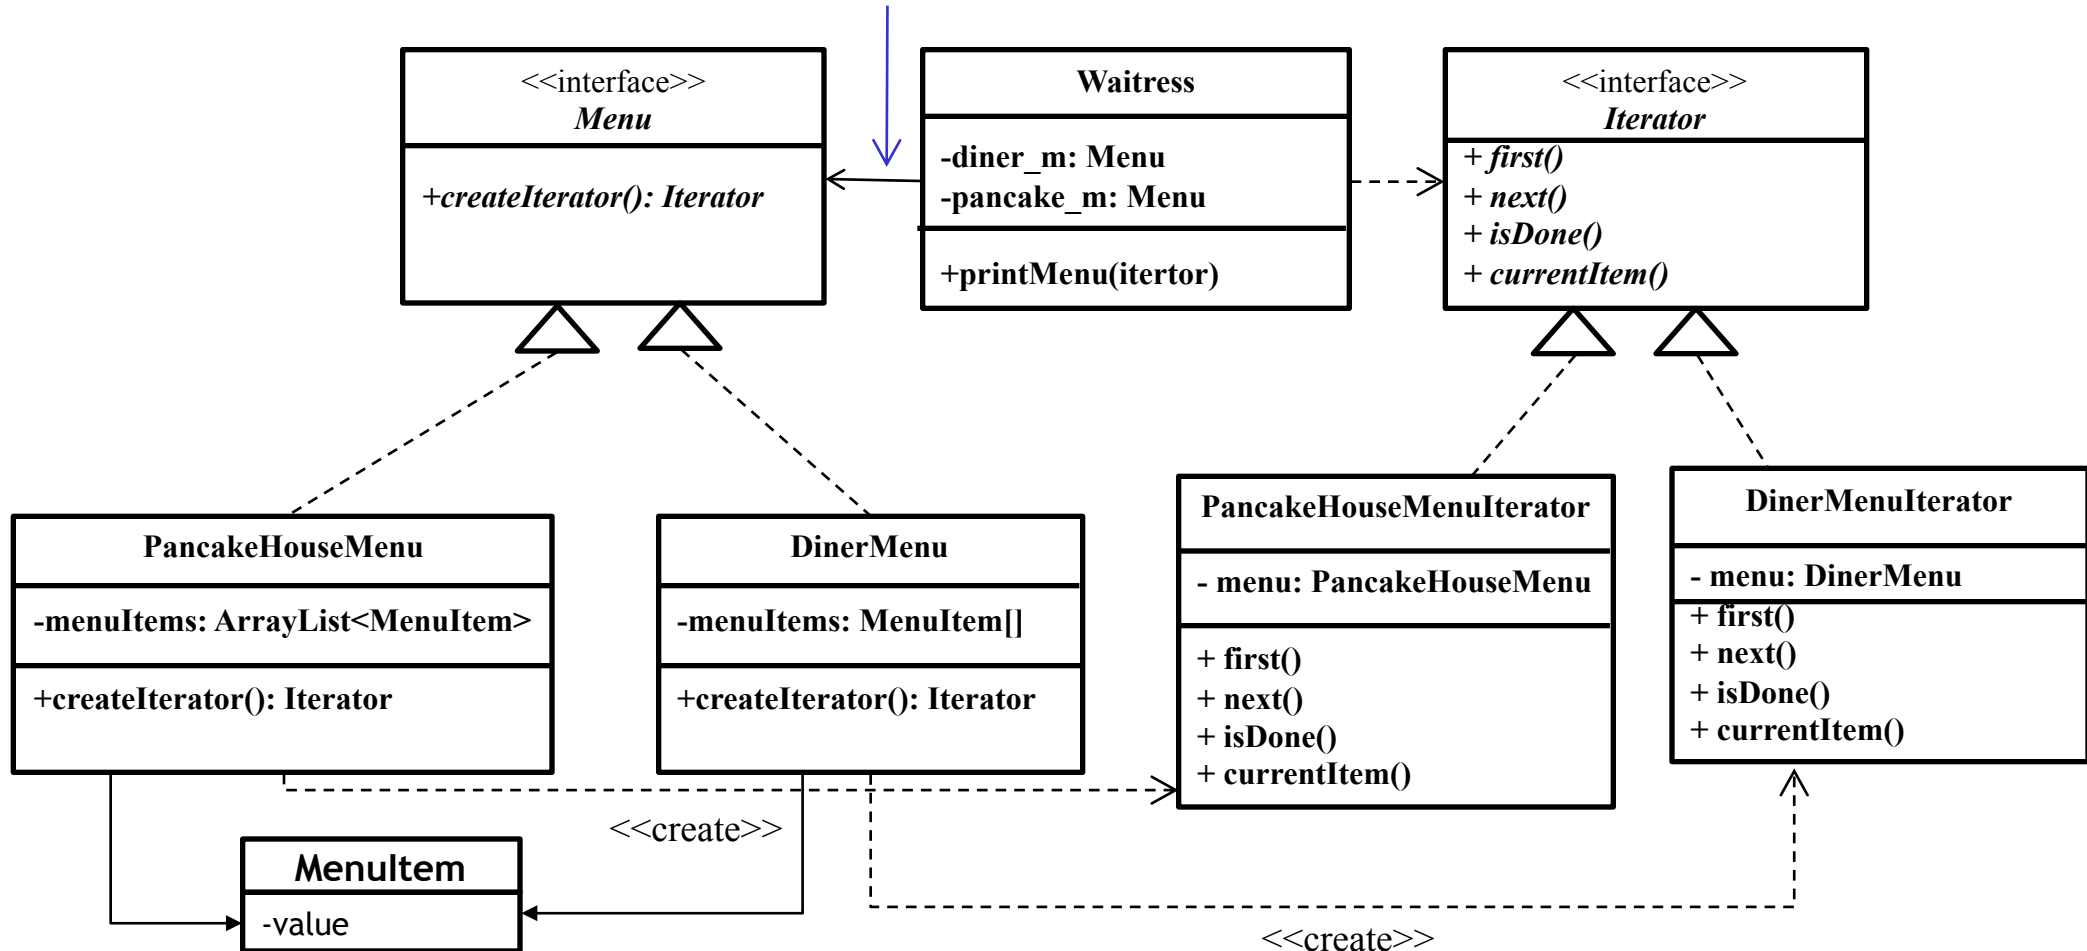 <<interface>>
Menu
+createIterator(): Iterator
Waitress
-diner_m: Menu
-pancake_m: Menu
+printMenu(itertor)
<<interface>>
Iterator
+ first()
+ next()
+ isDone()
+ currentItem()
PancakeHouseMenu
-menuItems: ArrayList<MenuItem>
+createIterator(): Iterator
DinerMenu
-menuItems: MenuItem[]
+createIterator(): Iterator
PancakeHouseMenuIterator
- menu: PancakeHouseMenu
+ first()
+ next()
+ isDone()
+ currentItem()
DinerMenuIterator
- menu: DinerMenu
+ first()
+ next()
+ isDone()
+ currentItem()
<<create>>
MenuItem
-value
<<create>>